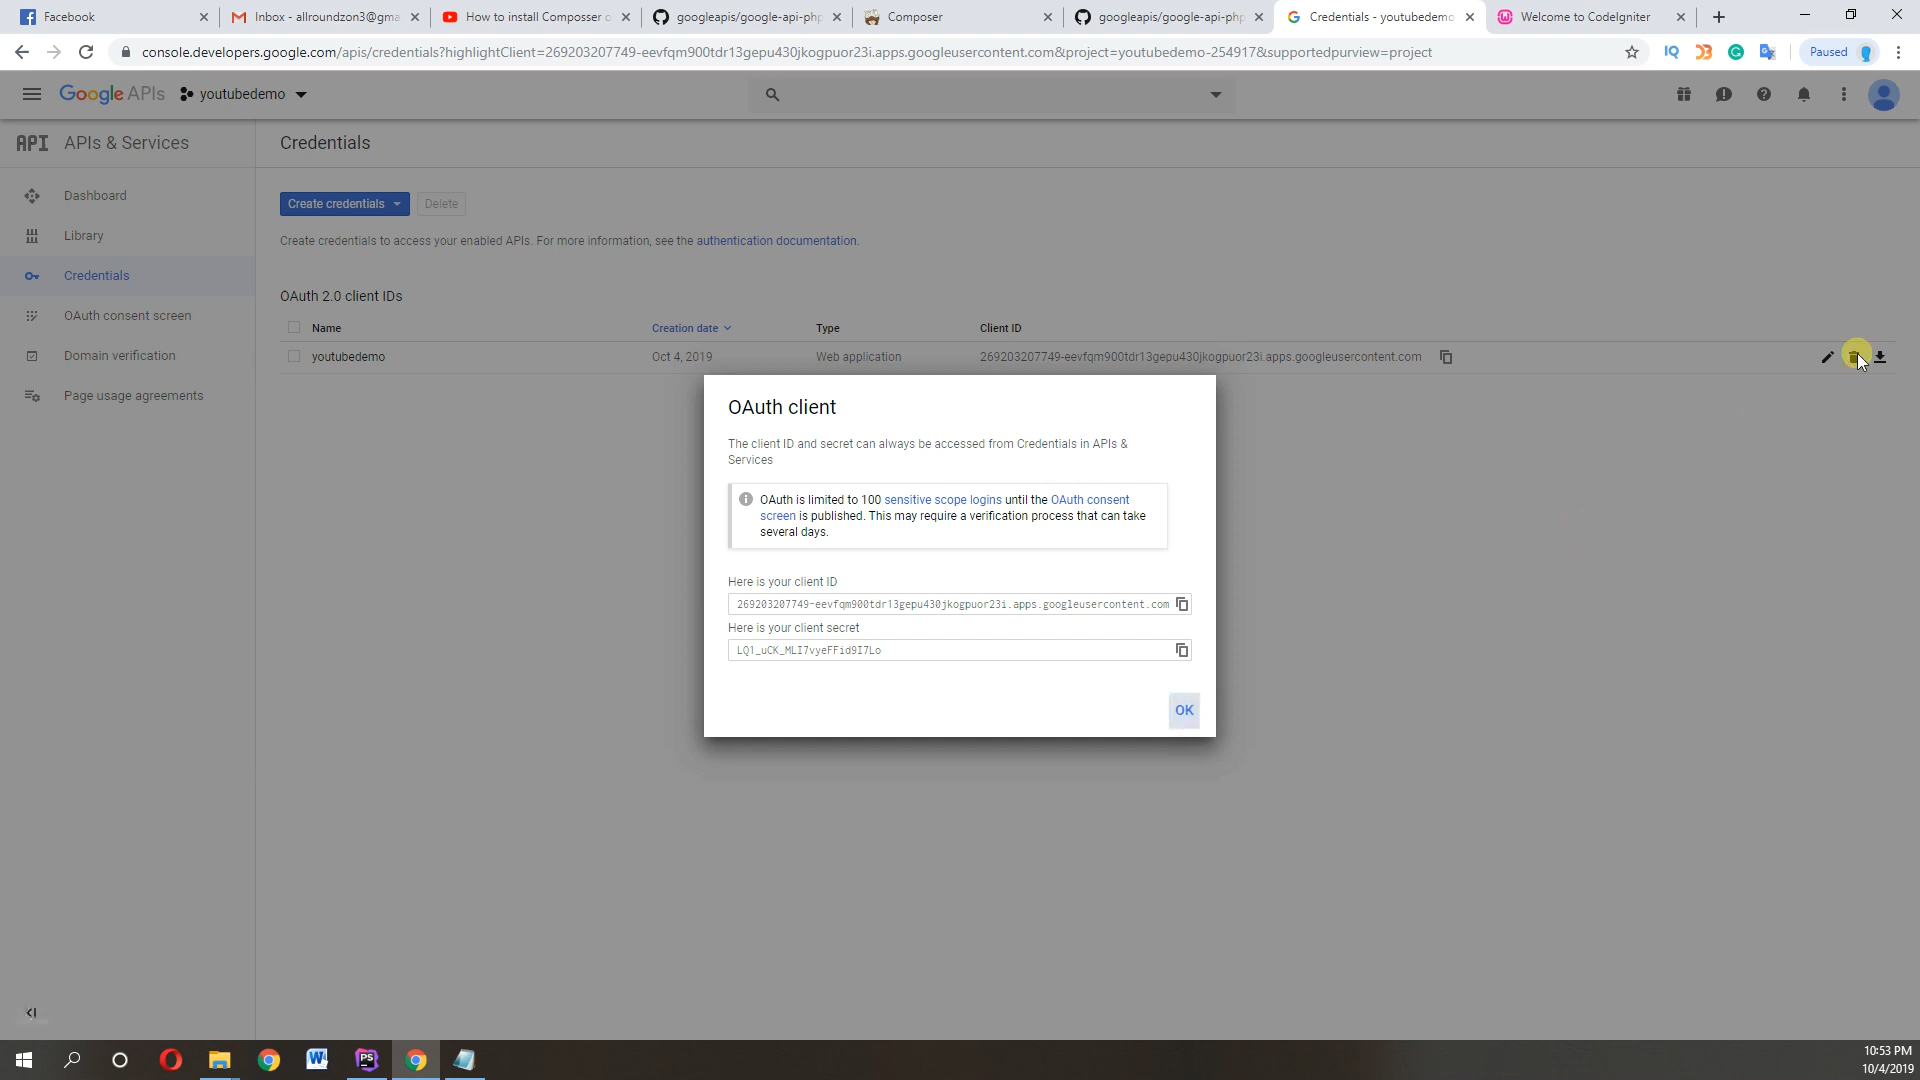 Facebook
Inbox - allroundzon3@gma
How to install Composser o
googleapis/google-api-php
Composer
googleapis/google-api-php
Credentials - youtubedemo
Welcome to CodeIgniter
console.developers.google.com/apis/credentials?highlightClient=269203207749-eevfqm900tdr13gepu430jkogpuor23i.apps.googleusercontent.com&project=youtubedemo-254917&supportedpurview=project
IQ
Paused
Google APIs
youtubedemo
API
APIs & Services
Credentials
Dashboard
Library
Credentials
OAuth consent screen
Domain verification
Page usage agreements
Create credentials
Delete
Create credentials to access your enabled APIs. For more information, see the authentication documentation.
OAuth 2.0 client IDs
Name
Creation date
Type
Client ID
youtubedemo
Oct 4, 2019
Web application
269203207749-eevfqm900tdr13gepu430jkogpuor23i.apps.googleusercontent.com
OAuth client
The client ID and secret can always be accessed from Credentials in APIs &
Services
OAuth is limited to 100 sensitive scope logins until the OAuth consent
screen is published. This may require a verification process that can take
several days.
Here is your client ID
269203207749-eevfqm900tdr13gepu430jkogpuor23i.apps.googleusercontent.com
Here is your client secret
LQ1_uCK_MLI7vyeFFid9I7Lo
OK
PS
10:53 PM
10/4/2019